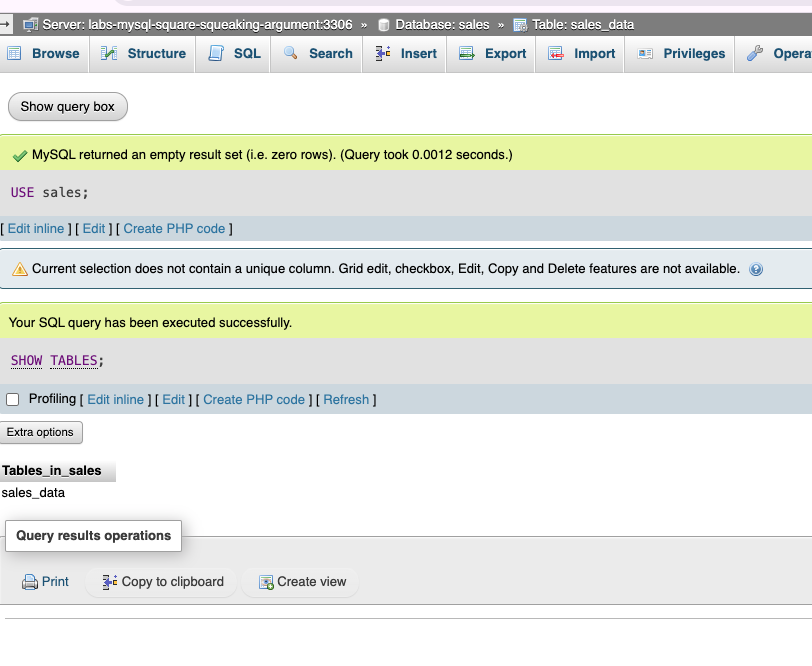 Server: labs-mysql-square-squeaking-argument:3306 » Database: sales » Table: sales_data
Browse Structure SQL Search Insert Export Import Privileges Opera
Show query box
MySQL returned an empty result set (i.e. zero rows). (Query took 0.0012 seconds.)
USE sales;
[ Edit inline ] [ Edit ] [ Create PHP code ]
Current selection does not contain a unique column. Grid edit, checkbox, Edit, Copy and Delete features are not available.
Your SQL query has been executed successfully.
SHOW TABLES;
Profiling [ Edit inline ] [ Edit ] [ Create PHP code ] [ Refresh ]
Extra options
Tables_in_sales
sales_data
Query results operations
Print Copy to clipboard Create view